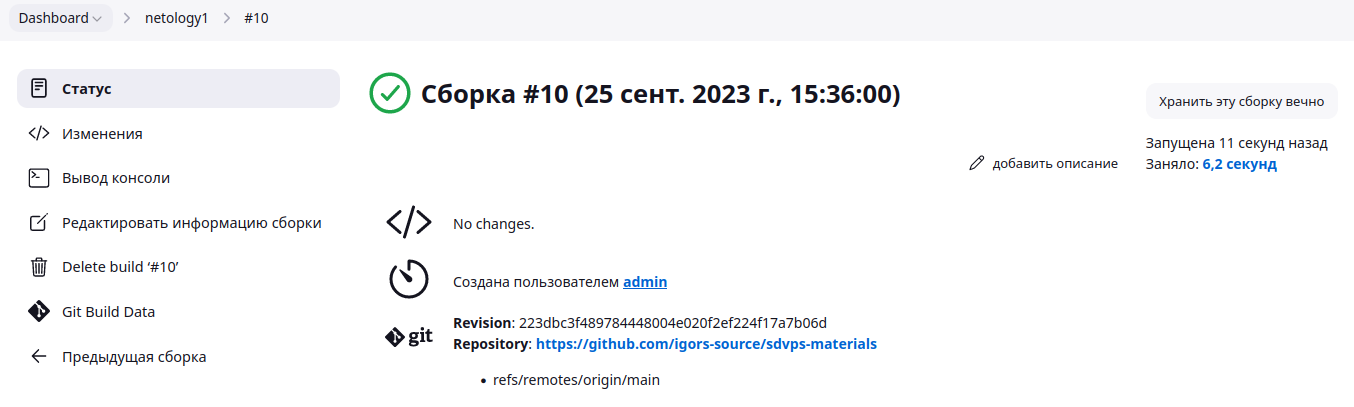 Dashboard
netology1
#10
Статус
Изменения
Вывод консоли
Редактировать информацию сборки
Delete build ‘#10’
Git Build Data
Предыдущая сборка
Сборка #10 (25 сент. 2023 г., 15:36:00)
Хранить эту сборку вечно
Запущена 11 секунд назад
Заняло: 6,2 секунд
добавить описание
No changes.
Создана пользователем admin
git
Revision: 223dbc3f489784448004e020f2ef224f17a7b06d
Repository: https://github.com/igors-source/sdvps-materials
refs/remotes/origin/main